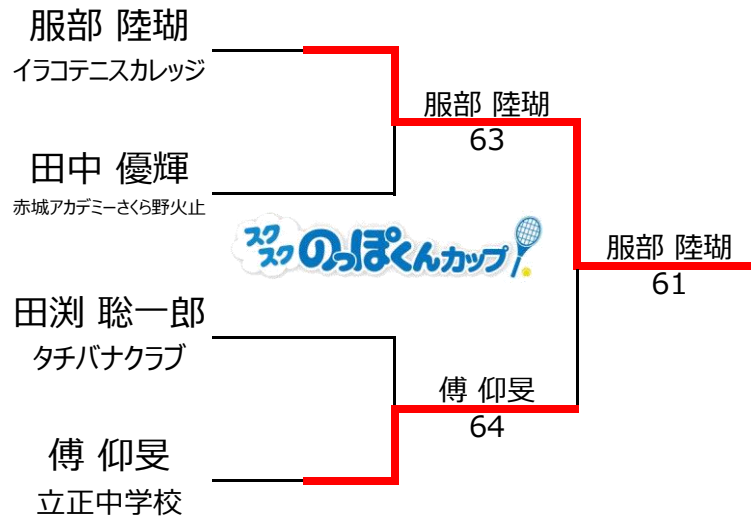 服部 陸瑚
イラコテニスカレッジ
服部 陸瑚
63
田中 優輝
赤城アカデミーさくら野火止
スクスク のっぽくんカップ
服部 陸瑚
61
田渕 聡一郎
タチバナクラブ
傅 仰旻
64
傅 仰旻
立正中学校